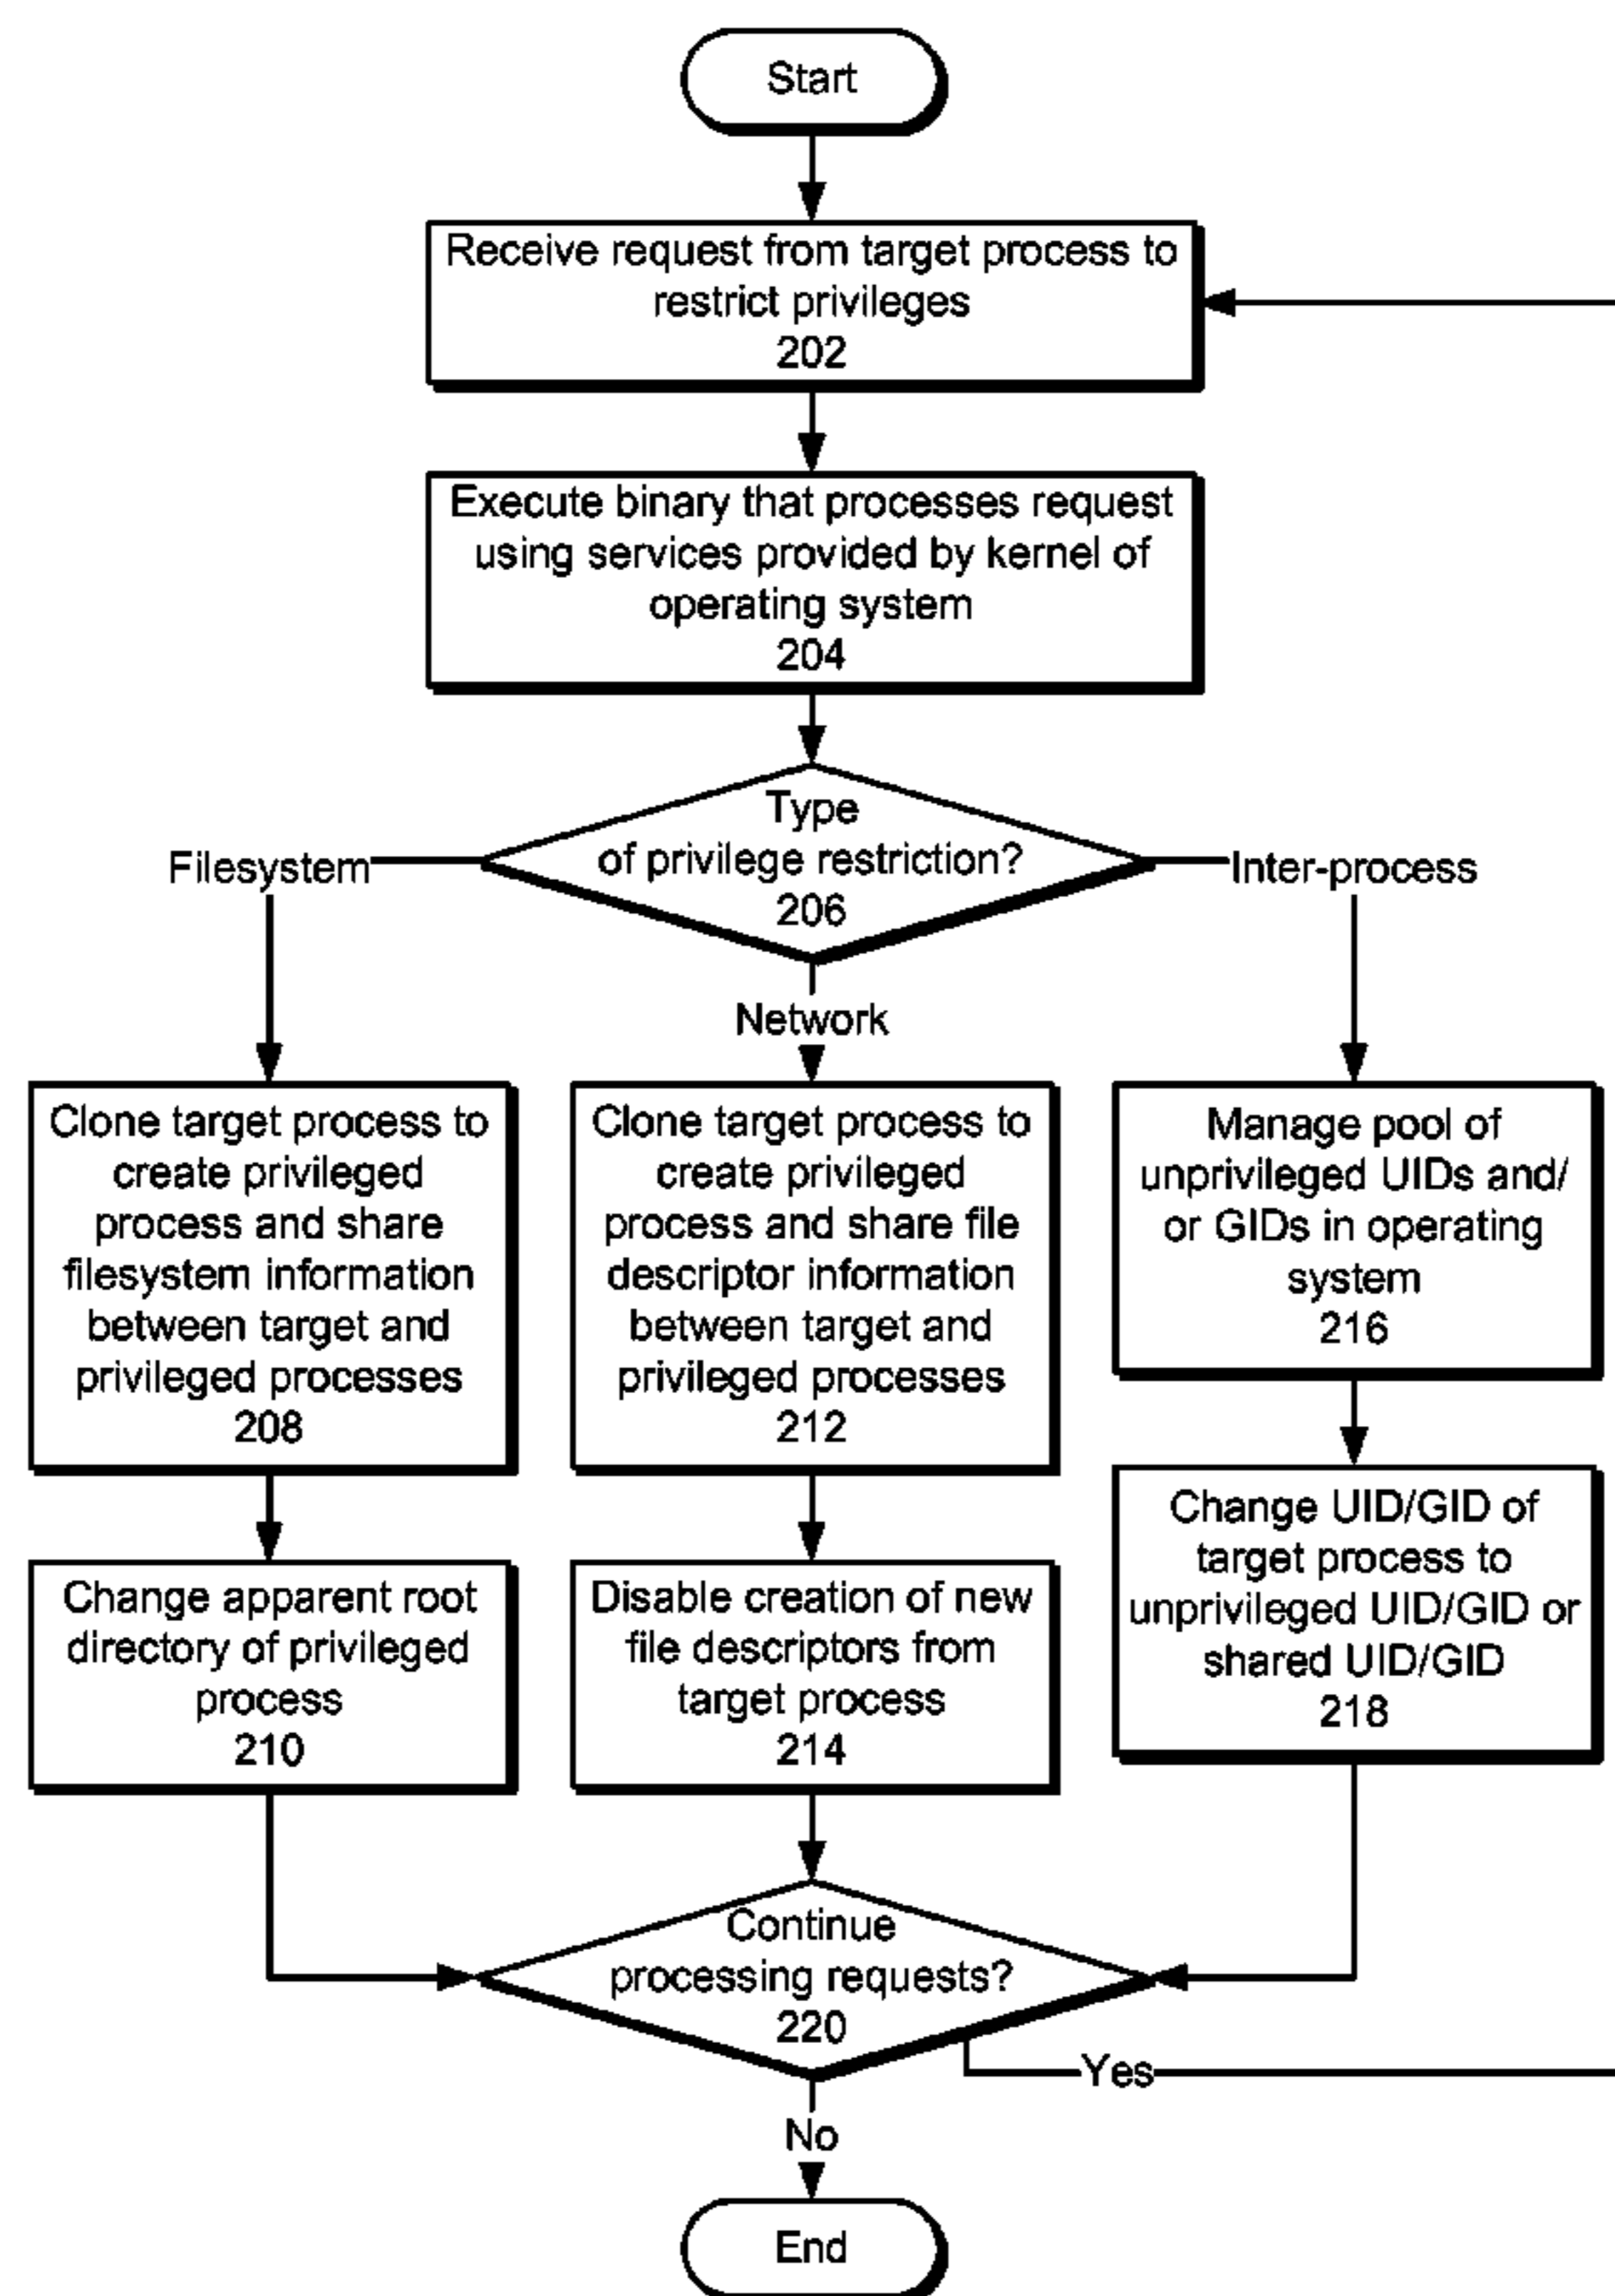 Start
Receive request from target process to
restrict privileges
202
Execute binary that processes request
using services provided by kernel of
operating system
204
Type
of privilege restriction?
206
Filesystem
Network
Inter-process
Clone target process to
create privileged
process and share
filesystem information
between target and
privileged processes
208
Clone target process to
create privileged
process and share file
descriptor information
between target and
privileged processes
212
Manage pool of
unprivileged UIDs and/
or GIDs in operating
system
216
Change apparent root
directory of privileged
process
210
Disable creation of new
file descriptors from
target process
214
Change UID/GID of
target process to
unprivileged UID/GID or
shared UID/GID
218
Continue
processing requests?
220
Yes
No
End